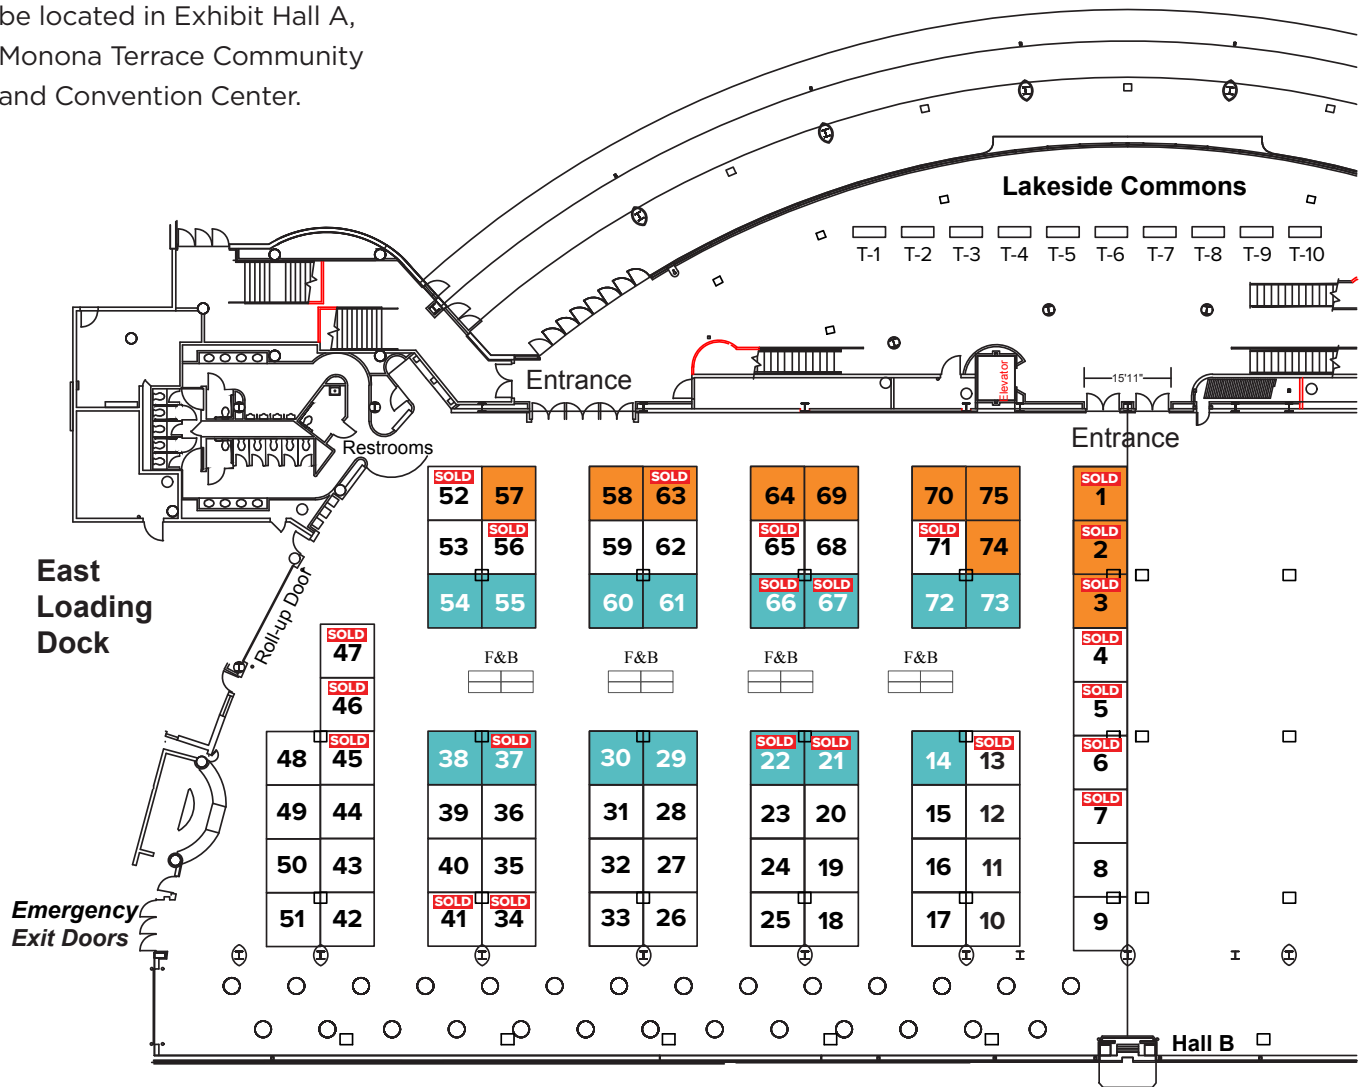 be located in Exhibit Hall A,
Monona Terrace Community
and Convention Center.
Lakeside Commons
T-1 T-2 T-3 T-4 T-5 T-6 T-7 T-8 T-9 T-10
Elevator
15'11"
Entrance
Entrance
Restrooms
SOLD SOLD SOLD
52 57 58 63 64 69 70 75 1
SOLD SOLD SOLD SOLD
53 56 59 62 65 68 71 74 2
SOLD SOLD SOLD
54 55 60 61 66 67 72 73 3
East
Loading
Dock
Roll-up Door
SOLD SOLD
47 4
F&B F&B F&B F&B
SOLD SOLD
46 5
SOLD SOLD SOLD SOLD SOLD SOLD
48 45 38 37 30 29 22 21 14 13 6
SOLD
49 44 39 36 31 28 23 20 15 12 7
50 43 40 35 32 27 24 19 16 11 8
SOLD SOLD
51 42 41 34 33 26 25 18 17 10 9
Emergency
Exit Doors
Hall B